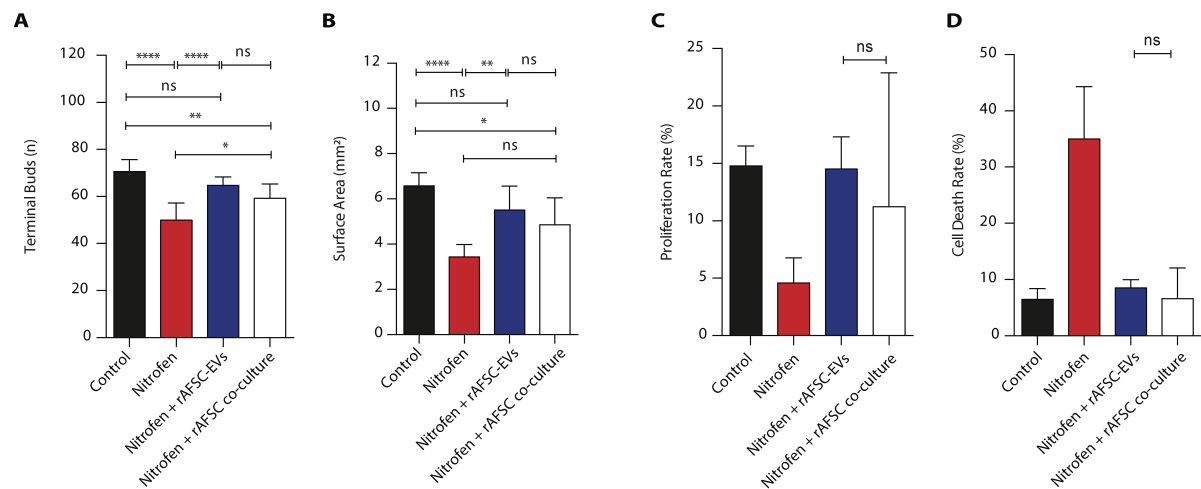 A
Terminal Buds (n)
120
100
80
60
40
20
0
**** **** ns
ns
**
*
Control
Nitrofen
Nitrofen + rAFSC-EVs
Nitrofen + rAFSC co-culture
B
Surface Area (mm²)
12
10
8
6
4
2
0
**** ** ns
ns
*
ns
Control
Nitrofen
Nitrofen + rAFSC-EVs
Nitrofen + rAFSC co-culture
C
Proliferation Rate (%)
25
20
15
10
5
0
ns
Control
Nitrofen
Nitrofen + rAFSC-EVs
Nitrofen + rAFSC co-culture
D
Cell Death Rate (%)
50
40
30
20
10
0
ns
Control
Nitrofen
Nitrofen + rAFSC-EVs
Nitrofen + rAFSC co-culture